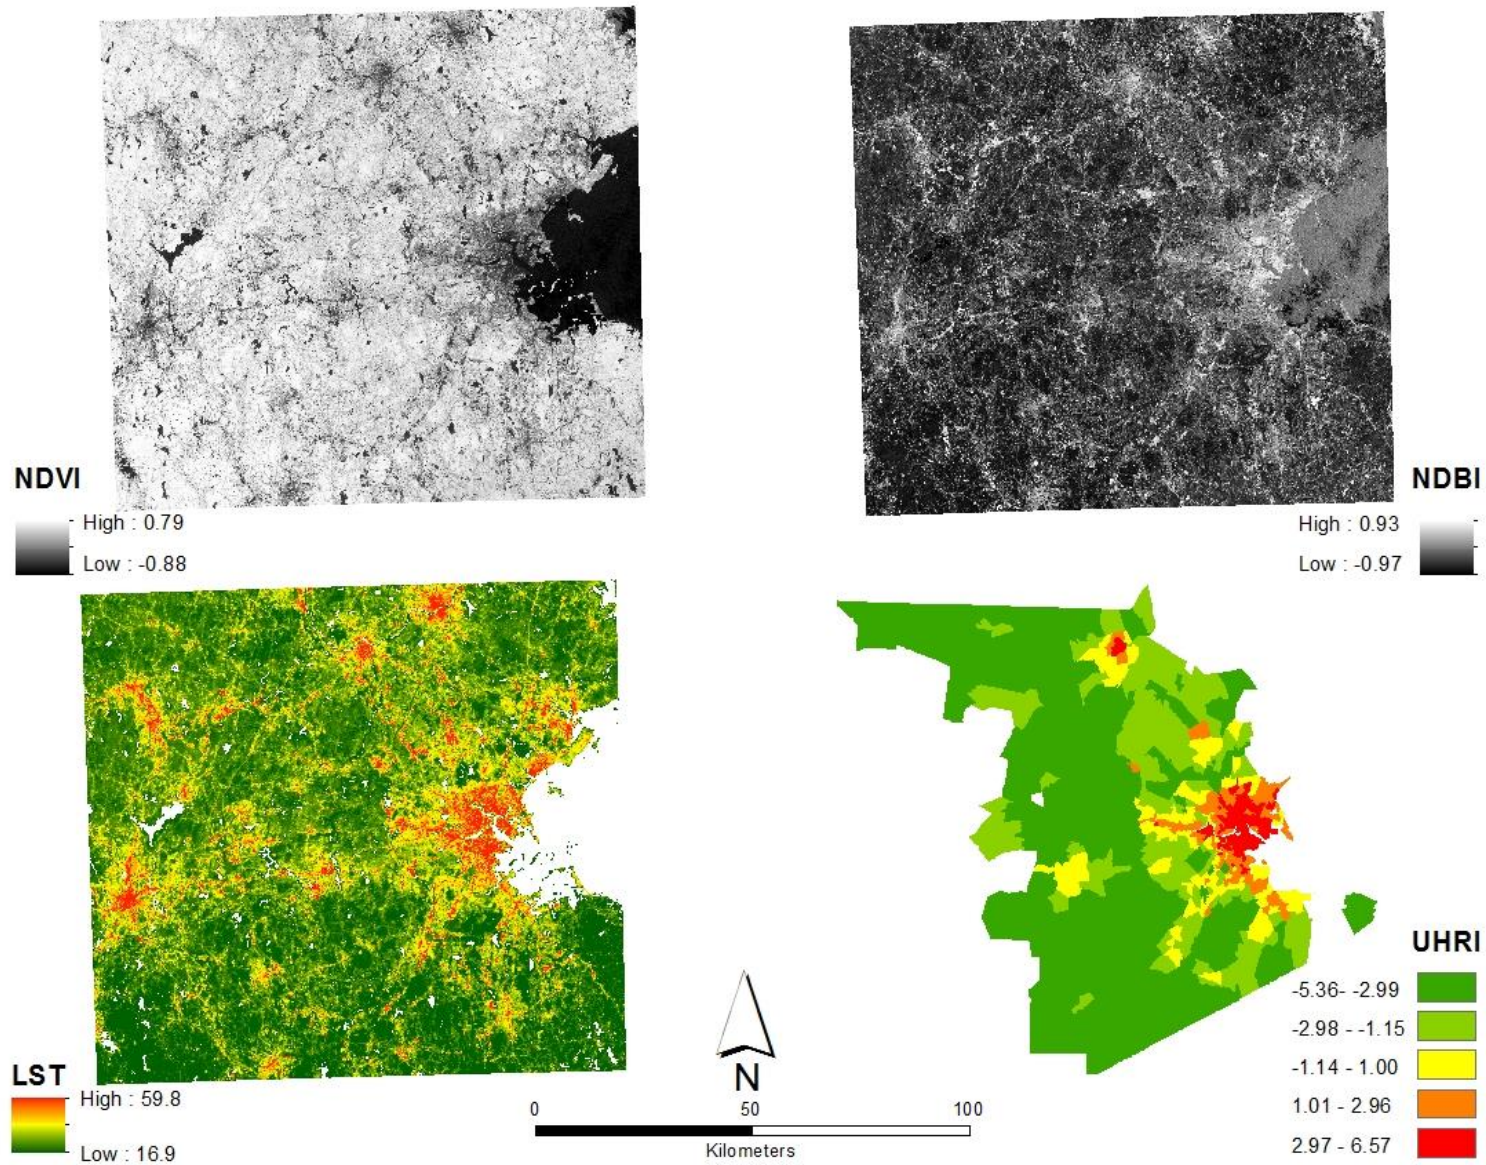 NDVI
High : 0.79
Low : -0.88
NDBI
High : 0.93
Low : -0.97
LST
High : 59.8
Low : 16.9
N
0 50 100
Kilometers
UHRI
-5.36- -2.99
-2.98 - -1.15
-1.14 - 1.00
1.01 - 2.96
2.97 - 6.57